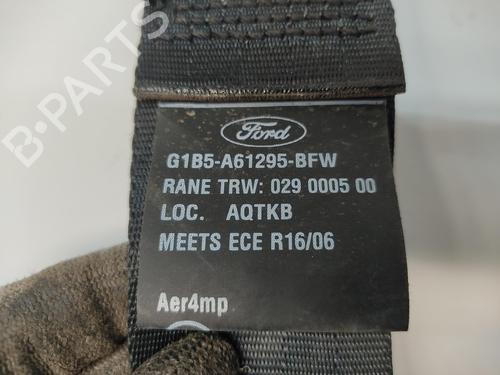 B-PARTS
Ford
G1B5-A61295-BFW
RANE TRW: 029 0005 00
LOC. AQTKB
MEETS ECE R16/06
Aer4mp